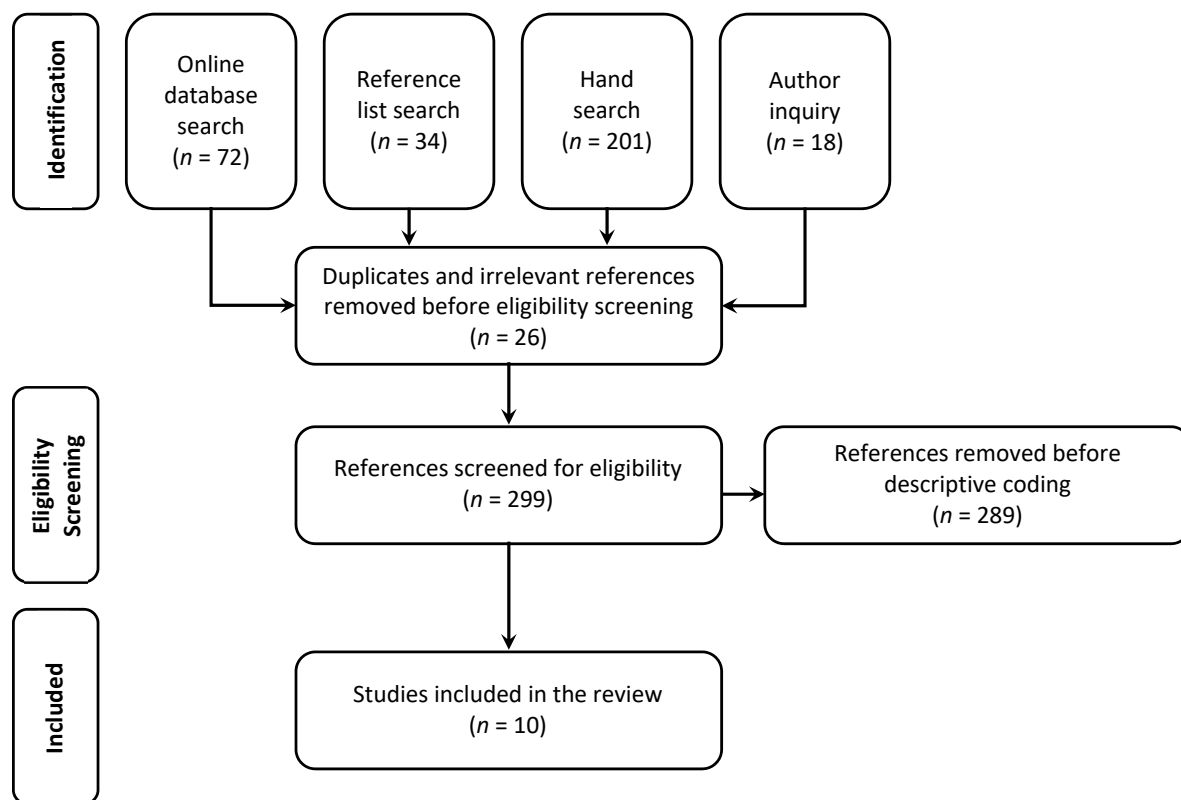 Identification
Online
database
search
(n = 72)
Reference
list search
(n = 34)
Hand
search
(n = 201)
Author
inquiry
(n = 18)
Duplicates and irrelevant references
removed before eligibility screening
(n = 26)
Eligibility
Screening
References screened for eligibility
(n = 299)
References removed before
descriptive coding
(n = 289)
Included
Studies included in the review
(n = 10)